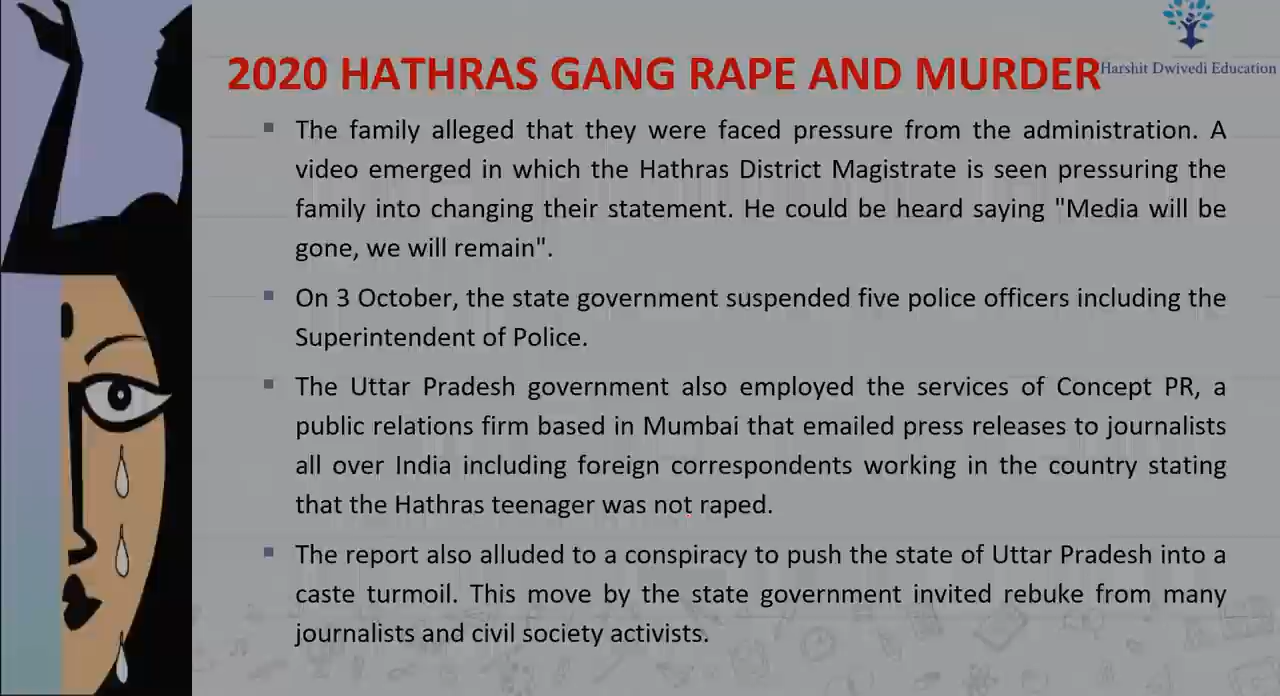 2020 HATHRAS GANG RAPE AND MURDER
Harshit Dwivedi Education
The family alleged that they were faced pressure from the administration. A
video emerged in which the Hathras District Magistrate is seen pressuring the
family into changing their statement. He could be heard saying "Media will be
gone, we will remain".
On 3 October, the state government suspended five police officers including the
Superintendent of Police.
The Uttar Pradesh government also employed the services of Concept PR, a
public relations firm based in Mumbai that emailed press releases to journalists
all over India including foreign correspondents working in the country stating
that the Hathras teenager was not raped.
The report also alluded to a conspiracy to push the state of Uttar Pradesh into a
caste turmoil. This move by the state government invited rebuke from many
journalists and civil society activists.